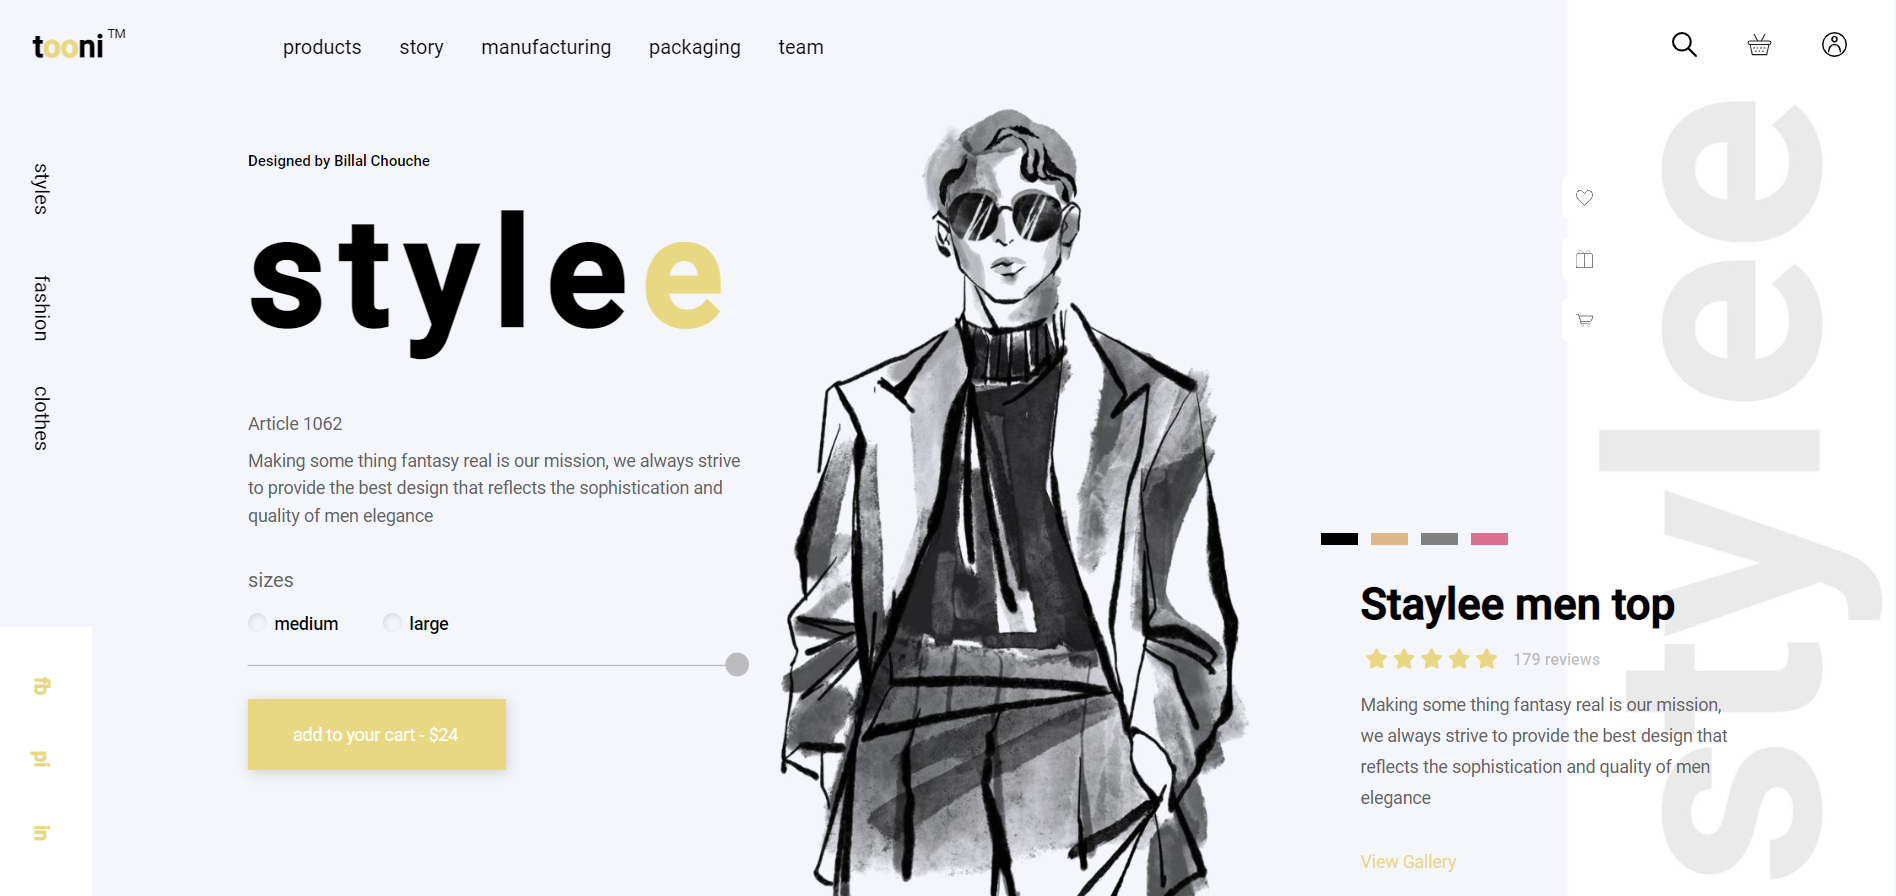 tooni TM
products story manufacturing packaging team
styles
fashion
clothes
Designed by Billal Chouche
stylee
Article 1062
Making some thing fantasy real is our mission, we always strive
to provide the best design that reflects the sophistication and
quality of men elegance
sizes
medium large
add to your cart - $24
fb
pi
in
Staylee men top
179 reviews
Making some thing fantasy real is our mission,
we always strive to provide the best design that
reflects the sophistication and quality of men
elegance
View Gallery
stylee